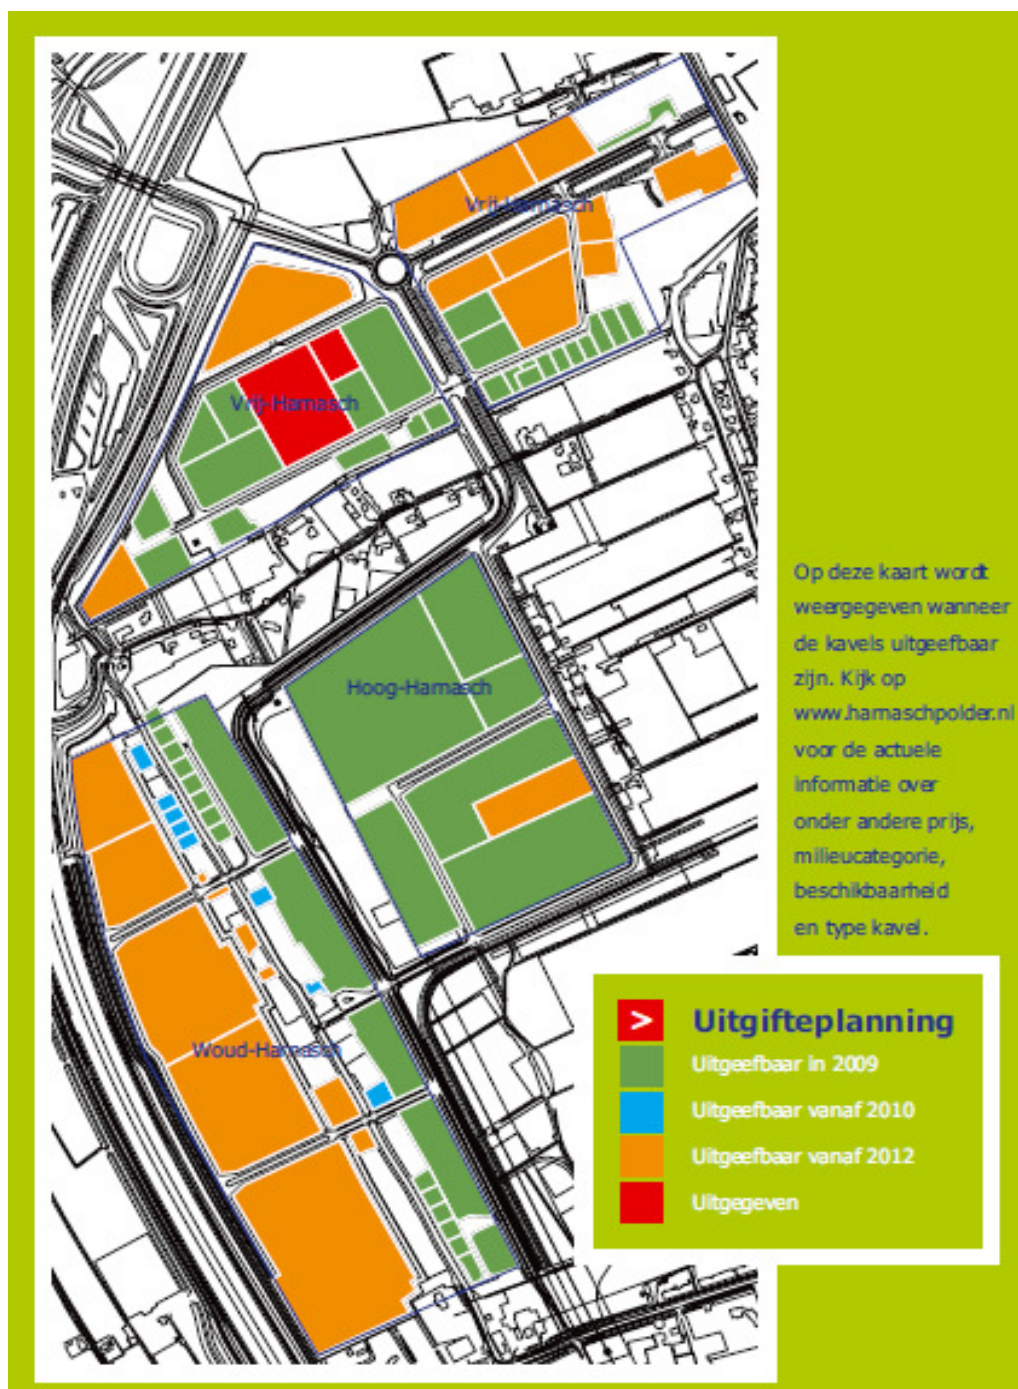 Vrij-Harnasch
Vrij-Harnasch
Hoog-Harnasch
Woud-Harnasch
Op deze kaart wordt
weergegeven wanneer
de kavels uitgeefbaar
zijn. Kijk op
www.harnaschpolder.nl
voor de actuele
informatie over
onder andere prijs,
milieucategorie,
beschikbaarheid
en type kavel.
> Uitgifteplanning
Uitgeefbaar in 2009
Uitgeefbaar vanaf 2010
Uitgeefbaar vanaf 2012
Uitgegeven